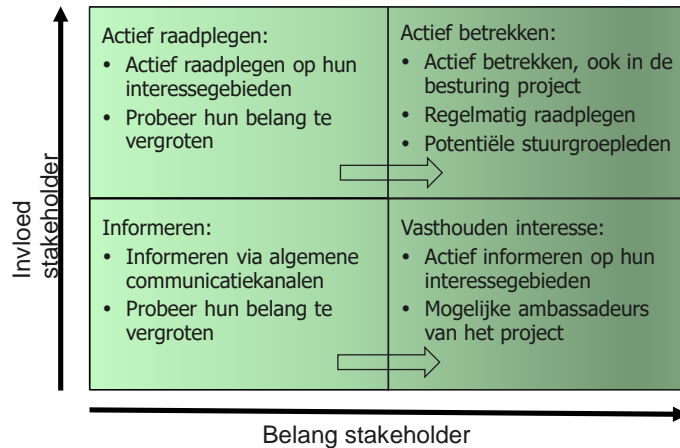 Actief raadplegen:
• Actief raadplegen op hun
interessegebieden
• Probeer hun belang te
vergroten
Actief betrekken:
• Actief betrekken, ook in de
besturing project
• Regelmatig raadplegen
• Potentiële stuurgroepleden
Informeren:
• Informeren via algemene
communicatiekanalen
• Probeer hun belang te
vergroten
Vasthouden interesse:
• Actief informeren op hun
interessegebieden
• Mogelijke ambassadeurs
van het project
Invloed
stakeholder
Belang stakeholder